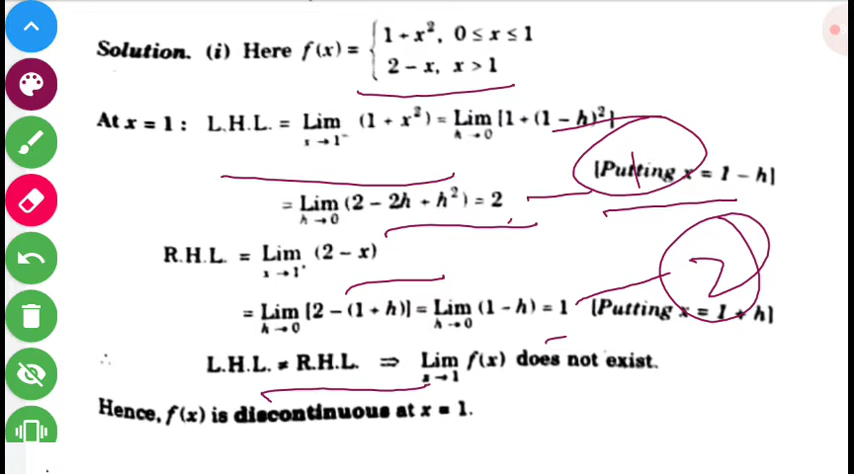 Solution. (i) Here f(x) = { 1 + x², 0 ≤ x ≤ 1
2 − x, x > 1
At x = 1 : L.H.L. = Lim x→1⁻ (1 + x²) = Lim h→0 [1 + (1 − h)²]
[Putting x = 1 − h]
= Lim h→0 (2 − 2h + h²) = 2
R.H.L. = Lim x→1⁺ (2 − x)
= Lim h→0 [2 − (1 + h)] = Lim h→0 (1 − h) = 1 [Putting x = 1 + h]
∴ L.H.L. ≠ R.H.L. ⇒ Lim x→1 f(x) does not exist.
Hence, f(x) is discontinuous at x = 1.